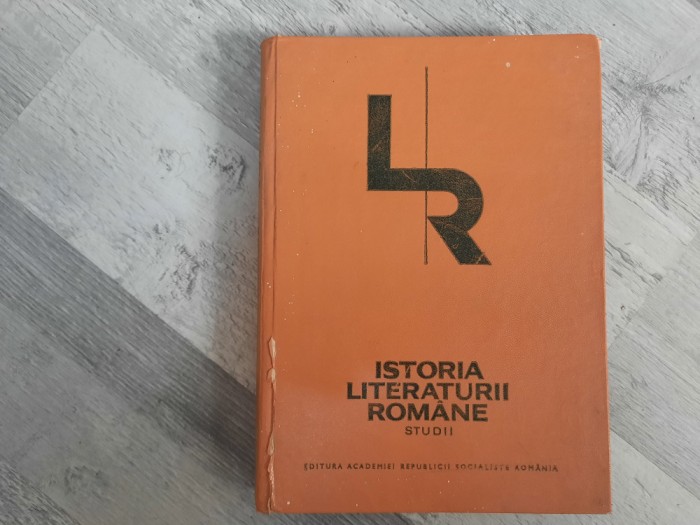 LR
ISTORIA
LITERATURII
ROMÂNE
STUDII
EDITURA ACADEMIEI REPUBLICII SOCIALISTE ROMÂNIA